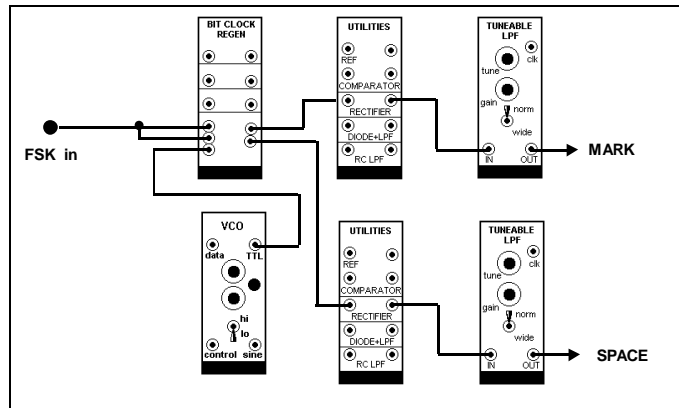 BIT CLOCK
REGEN
UTILITIES
REF
COMPARATOR
RECTIFIER
DIODE+LPF
RC LPF
TUNEABLE
LPF
clk
tune
gain
norm
wide
IN
OUT
MARK
FSK in
VCO
data
TTL
hi
lo
control
sine
UTILITIES
REF
COMPARATOR
RECTIFIER
DIODE+LPF
RC LPF
TUNEABLE
LPF
clk
tune
gain
norm
wide
IN
OUT
SPACE